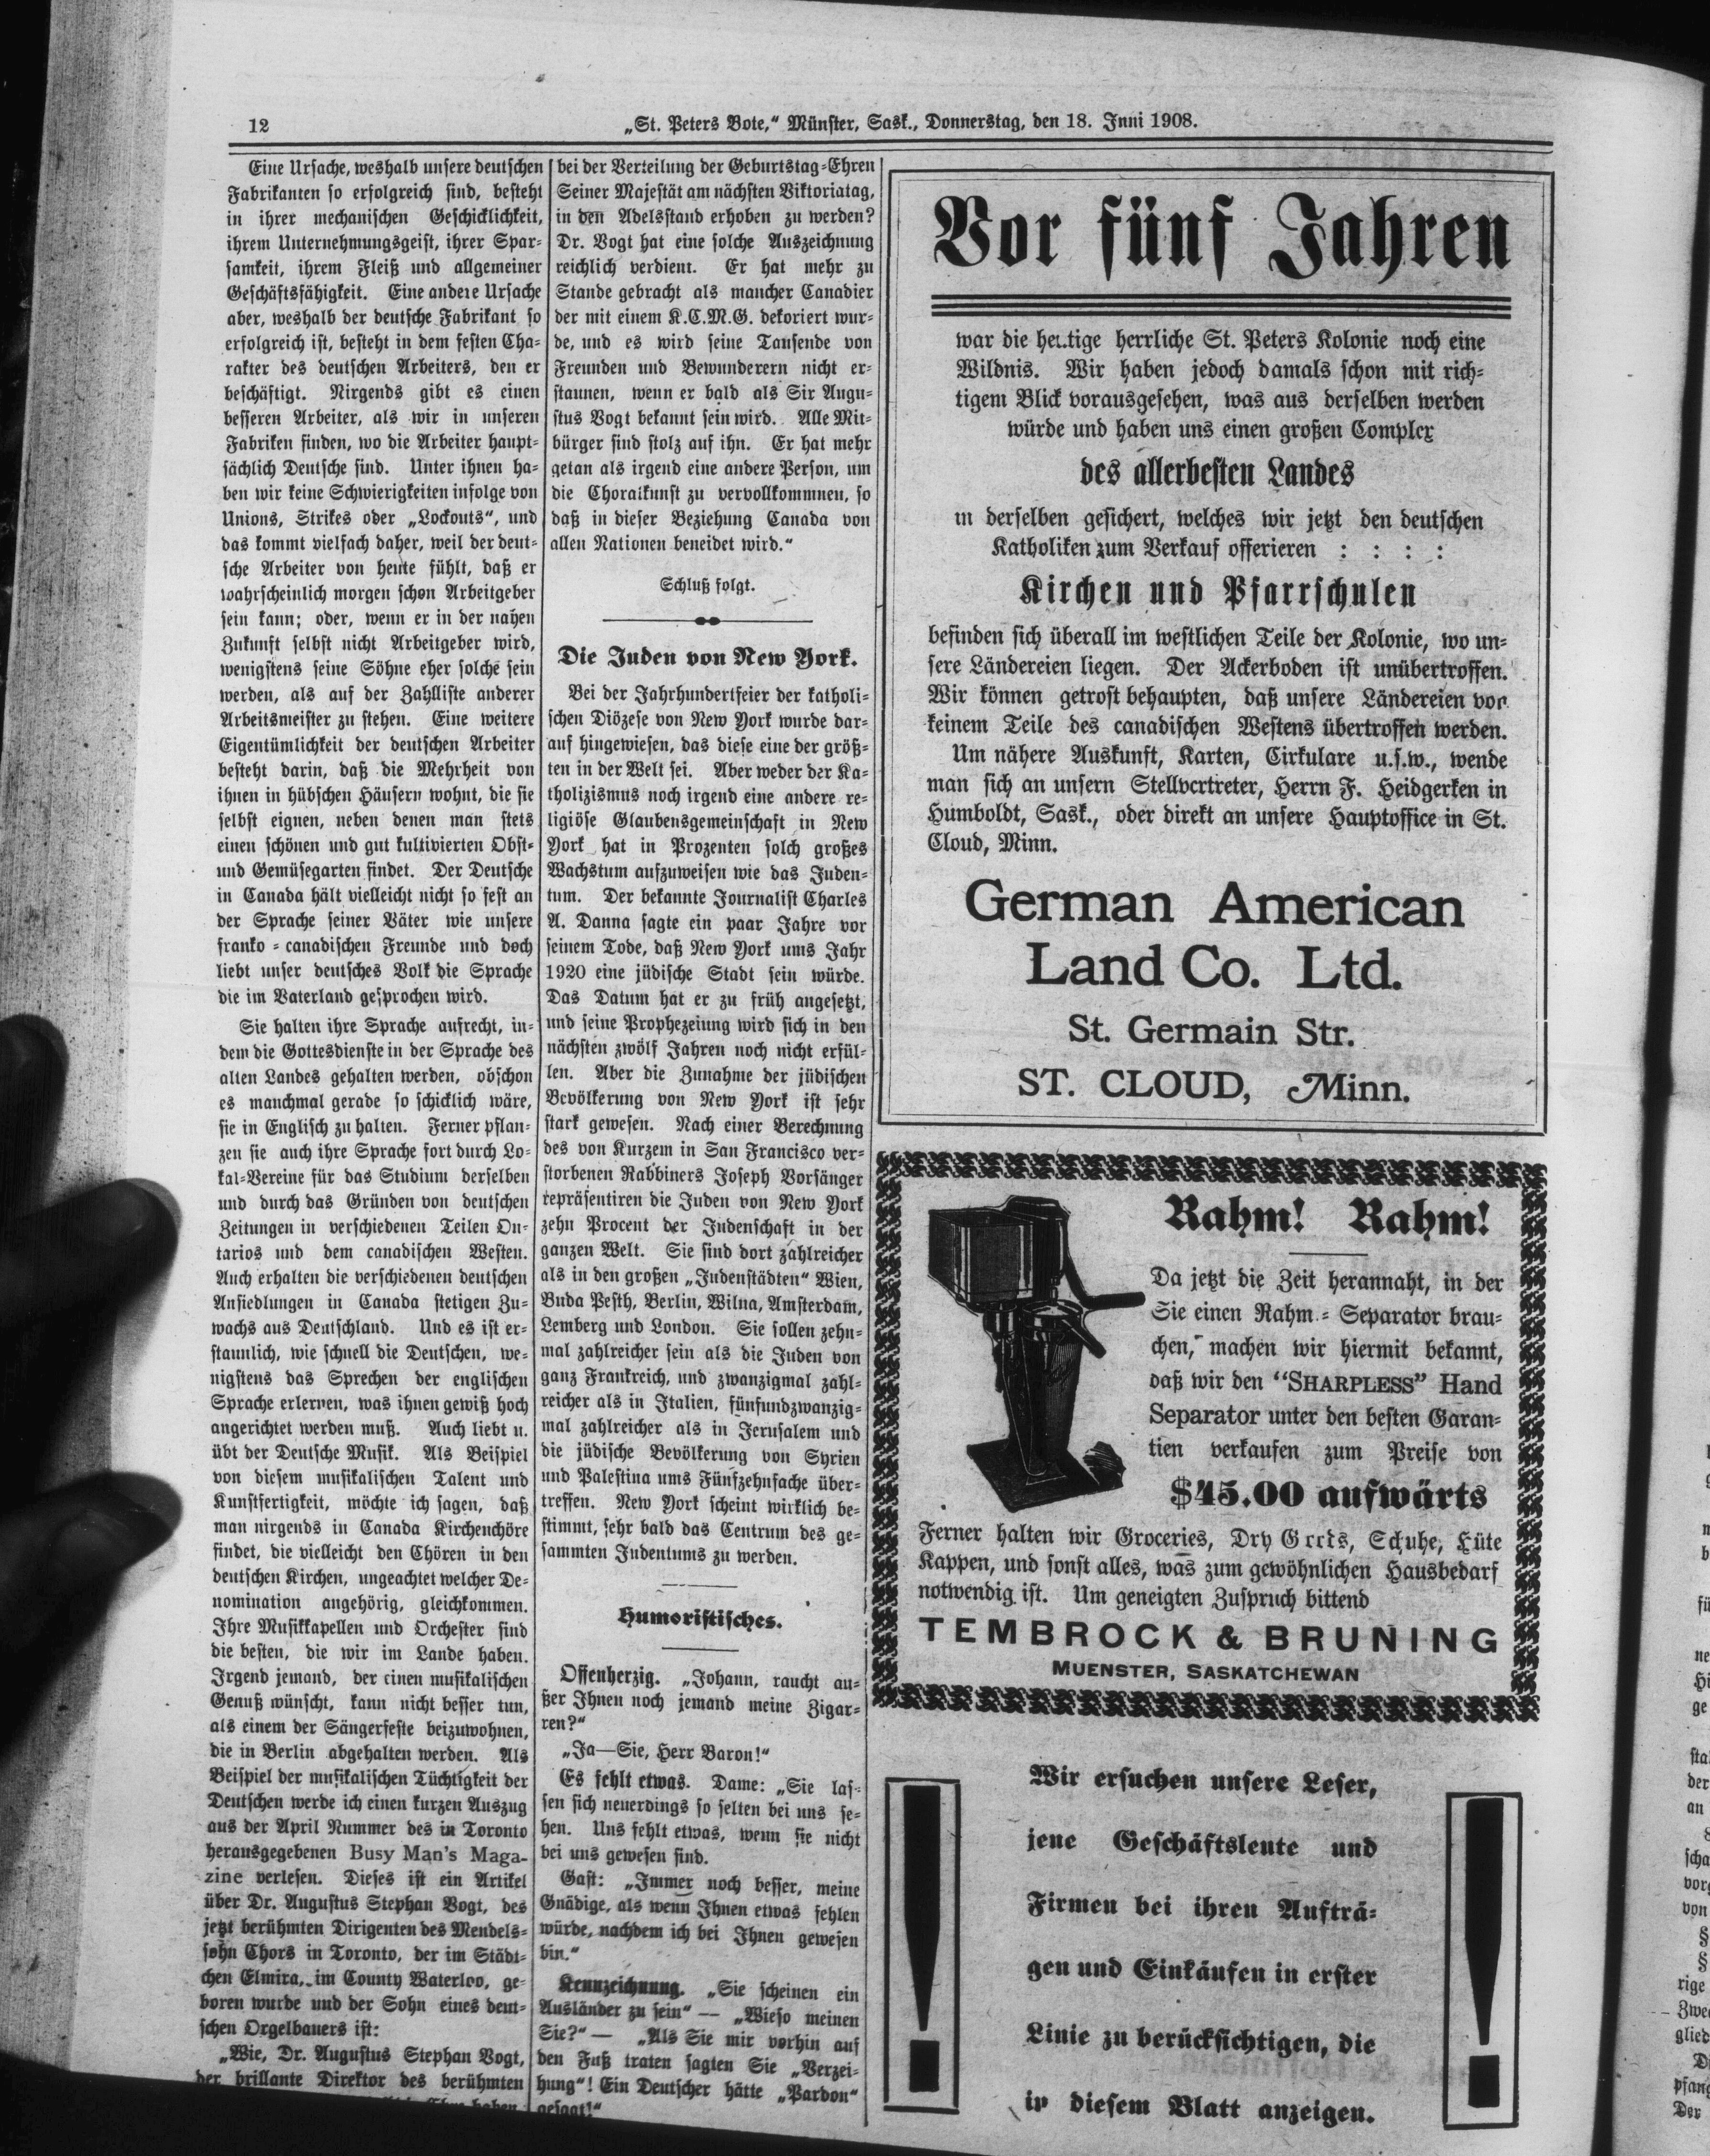 12
„St. Peters Bote,“ Münster, Sask., Donnerstag, den 18. Juni 1908.
Eine Ursache, weshalb unsere deutschen
Fabrikanten so erfolgreich sind, besteht
in ihrer mechanischen Geschicklichkeit,
ihrem Unternehmungsgeist, ihrer Spar-
samkeit, ihrem Fleiß und allgemeiner
Geschäftsfähigkeit. Eine andere Ursache
aber, weshalb der deutsche Fabrikant so
erfolgreich ist, besteht in dem festen Cha-
rakter des deutschen Arbeiters, den er
beschäftigt. Nirgends gibt es einen
besseren Arbeiter, als wir in unseren
Fabriken finden, wo die Arbeiter haupt-
sächlich Deutsche sind. Unter ihnen ha-
ben wir keine Schwierigkeiten infolge von
Unions, Strikes oder „Lockouts“, und
das kommt vielfach daher, weil der deut-
sche Arbeiter von heute fühlt, daß er
wahrscheinlich morgen schon Arbeitgeber
sein kann; oder, wenn er in der nahen
Zukunft selbst nicht Arbeitgeber wird,
wenigstens seine Söhne eher solche sein
werden, als auf der Zahlliste anderer
Arbeitsmeister zu stehen. Eine weitere
Eigentümlichkeit der deutschen Arbeiter
besteht darin, daß die Mehrheit von
ihnen in hübschen Häusern wohnt, die sie
selbst eignen, neben denen man stets
einen schönen und gut kultivierten Obst-
und Gemüsegarten findet. Der Deutsche
in Canada hält vielleicht nicht so fest an
der Sprache seiner Väter wie unsere
franko-canadischen Freunde und doch
liebt unser deutsches Volk die Sprache
die im Vaterland gesprochen wird.
Sie halten ihre Sprache aufrecht, in-
dem die Gottesdienste in der Sprache des
alten Landes gehalten werden, obschon
es manchmal gerade so schicklich wäre,
sie in Englisch zu halten. Ferner pflan-
zen sie auch ihre Sprache fort durch Lo-
kal-Vereine für das Studium derselben
und durch das Gründen von deutschen
Zeitungen in verschiedenen Teilen On-
tarios und dem canadischen Westen.
Auch erhalten die verschiedenen deutschen
Ansiedlungen in Canada stetigen Zu-
wachs aus Deutschland. Und es ist er-
staunlich, wie schnell die Deutschen, we-
nigstens das Sprechen der englischen
Sprache erlernen, was ihnen gewiß hoch
angerichtet werden muß. Auch liebt u.
übt der Deutsche Musik. Als Beispiel
von diesem musikalischen Talent und
Kunstfertigkeit, möchte ich sagen, daß
man nirgends in Canada Kirchenchöre
findet, die vielleicht den Chören in den
deutschen Kirchen, ungeachtet welcher De-
nomination angehörig, gleichkommen.
Ihre Musikkapellen und Orchester sind
die besten, die wir im Lande haben.
Irgend jemand, der einen musikalischen
Genuß wünscht, kann nicht besser tun,
als einem der Sängerfeste beizuwohnen,
die in Berlin abgehalten werden. Als
Beispiel der musikalischen Tüchtigkeit der
Deutschen werde ich einen kurzen Auszug
aus der April Nummer des in Toronto
herausgegebenen Busy Man's Maga-
zine verlesen. Dieses ist ein Artikel
über Dr. Augustus Stephan Vogt, des
jetzt berühmten Dirigenten des Mendels-
sohn Chors in Toronto, der im Städt-
chen Elmira, im County Waterloo, ge-
boren wurde und der Sohn eines deut-
schen Orgelbauers ist:
„Wie, Dr. Augustus Stephan Vogt,
der brillante Direktor des berühmten
haben
bei der Verteilung der Geburtstag-Ehren
Seiner Majestät am nächsten Viktoriatag,
in den Adelsstand erhoben zu werden?
Dr. Vogt hat eine solche Auszeichnung
reichlich verdient. Er hat mehr zu
Stande gebracht als mancher Canadier
der mit einem K.C.M.G. dekoriert wur-
de, und es wird seine Tausende von
Freunden und Bewunderern nicht er-
staunen, wenn er bald als Sir Augu-
stus Vogt bekannt sein wird. Alle Mit-
bürger sind stolz auf ihn. Er hat mehr
getan als irgend eine andere Person, um
die Choralkunst zu vervollkommnen, so
daß in dieser Beziehung Canada von
allen Nationen beneidet wird.“
Schluß folgt.
Die Juden von New York.
Bei der Jahrhundertfeier der katholi-
schen Diözese von New York wurde dar-
auf hingewiesen, das diese eine der größ-
ten in der Welt sei. Aber weder der Ka-
tholizismus noch irgend eine andere re-
ligiöse Glaubensgemeinschaft in New
York hat in Prozenten solch großes
Wachstum aufzuweisen wie das Juden-
tum. Der bekannte Journalist Charles
A. Danna sagte ein paar Jahre vor
seinem Tode, daß New York ums Jahr
1920 eine jüdische Stadt sein würde.
Das Datum hat er zu früh angesetzt,
und seine Prophezeiung wird sich in den
nächsten zwölf Jahren noch nicht erfül-
len. Aber die Zunahme der jüdischen
Bevölkerung von New York ist sehr
stark gewesen. Nach einer Berechnung
des von Kurzem in San Francisco ver-
storbenen Rabbiners Joseph Vorsänger
repräsentiren die Juden von New York
zehn Procent der Judenschaft in der
ganzen Welt. Sie sind dort zahlreicher
als in den großen „Judenstädten“ Wien,
Buda Pesth, Berlin, Wilna, Amsterdam,
Lemberg und London. Sie sollen zehn-
mal zahlreicher sein als die Juden von
ganz Frankreich, und zwanzigmal zahl-
reicher als in Italien, fünfundzwanzig-
mal zahlreicher als in Jerusalem und
die jüdische Bevölkerung von Syrien
und Palestina ums Fünfzehnfache über-
treffen. New York scheint wirklich be-
stimmt, sehr bald das Centrum des ge-
sammten Judentums zu werden.
Humoristisches.
Offenherzig. „Johann, raucht au-
ßer Ihnen noch jemand meine Zigar-
ren?“
„Ja—Sie, Herr Baron!“
Es fehlt etwas. Dame: „Sie las-
sen sich neuerdings so selten bei uns se-
hen. Uns fehlt etwas, wenn sie nicht
bei uns gewesen sind.
Gast: „Immer noch besser, meine
Gnädige, als wenn Ihnen etwas fehlen
würde, nachdem ich bei Ihnen gewesen
bin.“
Kennzeichnung. „Sie scheinen ein
Ausländer zu sein“ — „Wieso meinen
Sie?“ — „Als Sie mir vorhin auf
den Fuß traten sagten Sie „Verzei-
hung“! Ein Deutscher hätte „Pardon“
gesagt!“
Vor fünf Jahren
war die heutige herrliche St. Peters Kolonie noch eine
Wildnis. Wir haben jedoch damals schon mit rich-
tigem Blick vorausgesehen, was aus derselben werden
würde und haben uns einen großen Complex
des allerbesten Landes
in derselben gesichert, welches wir jetzt den deutschen
Katholiken zum Verkauf offerieren : : : :
Kirchen und Pfarrschulen
befinden sich überall im westlichen Teile der Kolonie, wo un-
sere Ländereien liegen. Der Ackerboden ist unübertroffen.
Wir können getrost behaupten, daß unsere Ländereien vor
keinem Teile des canadischen Westens übertroffen werden.
Um nähere Auskunft, Karten, Cirkulare u.s.w., wende
man sich an unsern Stellvertreter, Herrn F. Heidgerken in
Humboldt, Sask., oder direkt an unsere Hauptoffice in St.
Cloud, Minn.
German American
Land Co. Ltd.
St. Germain Str.
ST. CLOUD, Minn.
Rahm! Rahm!
Da jetzt die Zeit herannaht, in der
Sie einen Rahm-Separator brau-
chen, machen wir hiermit bekannt,
daß wir den “SHARPLESS” Hand
Separator unter den besten Garan-
tien verkaufen zum Preise von
$45.00 aufwärts
Ferner halten wir Groceries, Dry Goods, Schuhe, Hüte
Kappen, und sonst alles, was zum gewöhnlichen Hausbedarf
notwendig ist. Um geneigten Zuspruch bittend
TEMBROCK & BRUNING
MUENSTER, SASKATCHEWAN
Wir ersuchen unsere Leser,
jene Geschäftsleute und
Firmen bei ihren Aufträ-
gen und Einkäufen in erster
Linie zu berücksichtigen, die
in diesem Blatt anzeigen.